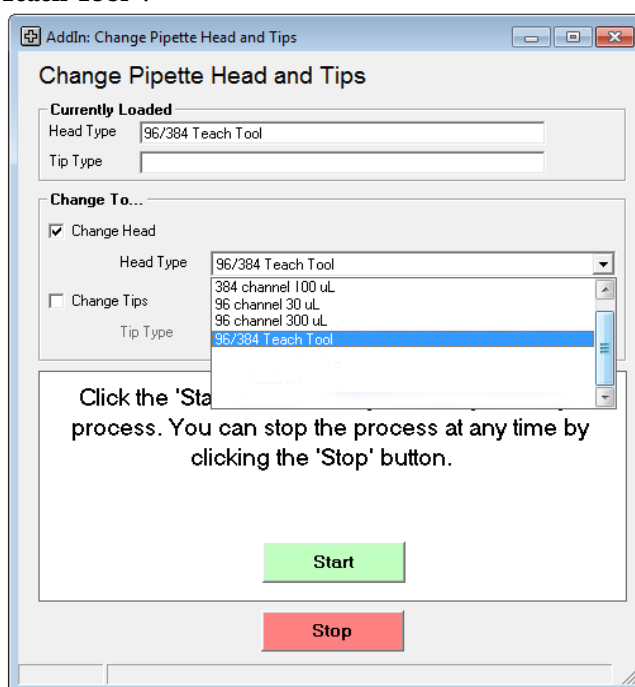 AddIn: Change Pipette Head and Tips
Change Pipette Head and Tips
Currently Loaded
Head Type 96/384 Teach Tool
Tip Type
Change To...
Change Head
Head Type 96/384 Teach Tool
384 channel 100 uL
Change Tips
96 channel 30 uL
96 channel 300 uL
Tip Type
96/384 Teach Tool
Click the 'Sta
process. You can stop the process at any time by
clicking the 'Stop' button.
Start
Stop